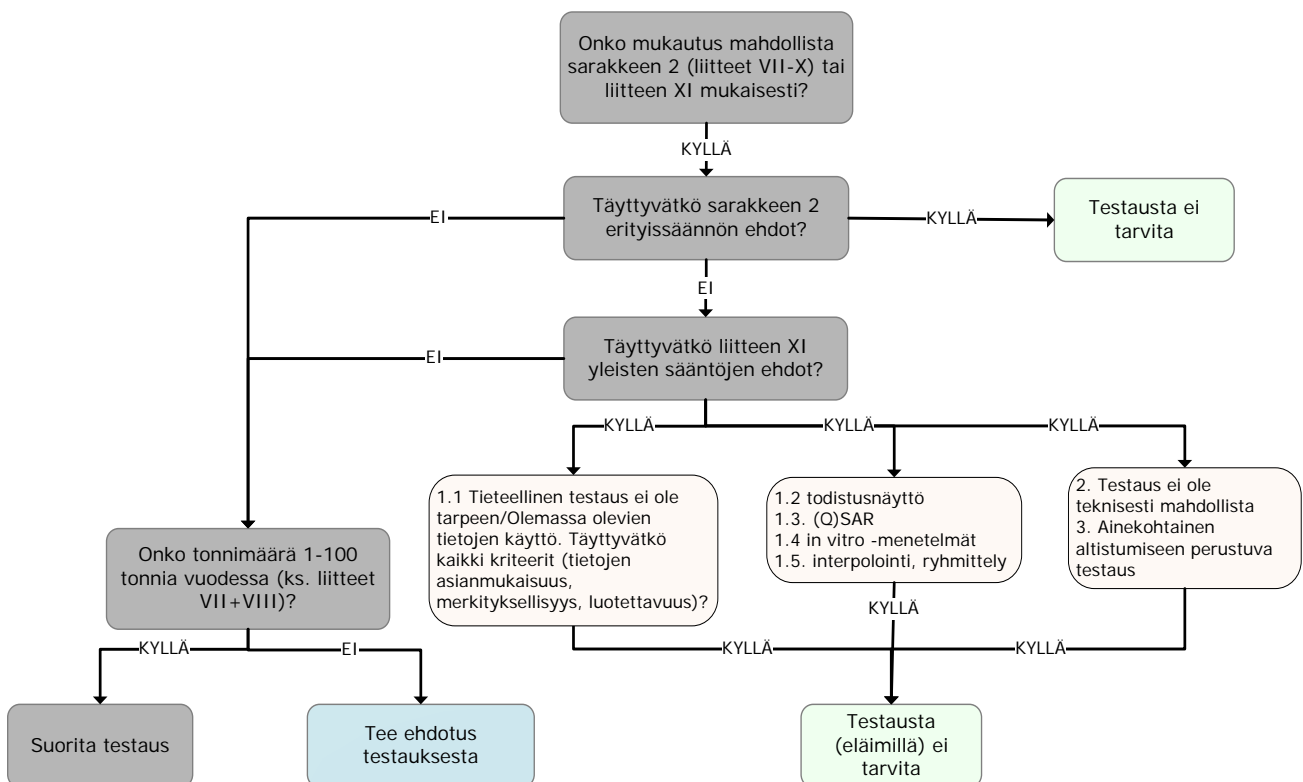 Onko mukautus mahdollista
sarakkeen 2 (liitteet VII-X) tai
liitteen XI mukaisesti?
KYLLÄ
Täyttyvätkö sarakkeen 2
erityissäännön ehdot?
EI
KYLLÄ
Testausta ei
tarvita
EI
Täyttyvätkö liitteen XI
yleisten sääntöjen ehdot?
EI
KYLLÄ
KYLLÄ
KYLLÄ
1.1 Tieteellinen testaus ei ole
tarpeen/Olemassa olevien
tietojen käyttö. Täyttyvätkö
kaikki kriteerit (tietojen
asianmukaisuus,
merkityksellisyys, luotettavuus)?
1.2 todistusnäyttö
1.3. (Q)SAR
1.4 in vitro -menetelmät
1.5. interpolointi, ryhmittely
2. Testaus ei ole
teknisesti mahdollista
3. Ainekohtainen
altistumiseen perustuva
testaus
Onko tonnimäärä 1-100
tonnia vuodessa (ks. liitteet
VII+VIII)?
KYLLÄ
KYLLÄ
EI
KYLLÄ
KYLLÄ
Suorita testaus
Tee ehdotus
testauksesta
Testausta
(eläimillä) ei
tarvita